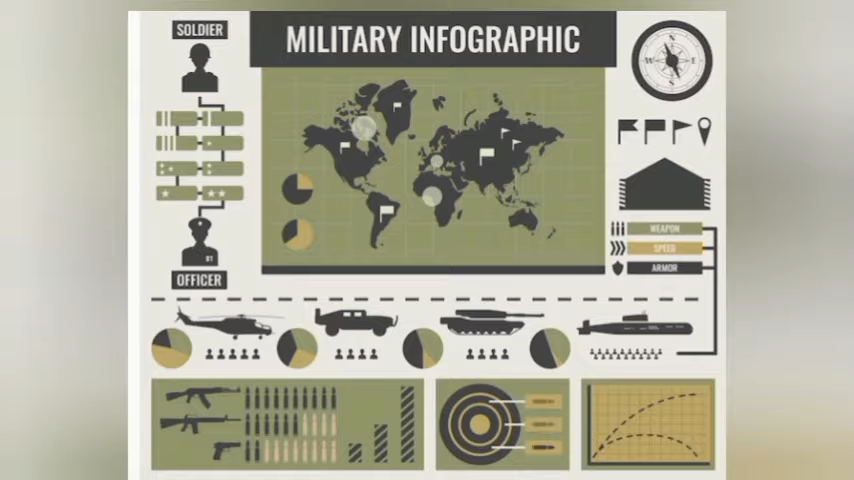 SOLDIER
MILITARY INFOGRAPHIC
N
W E
S
WEAPON
SPEED
ARMOR
OFFICER